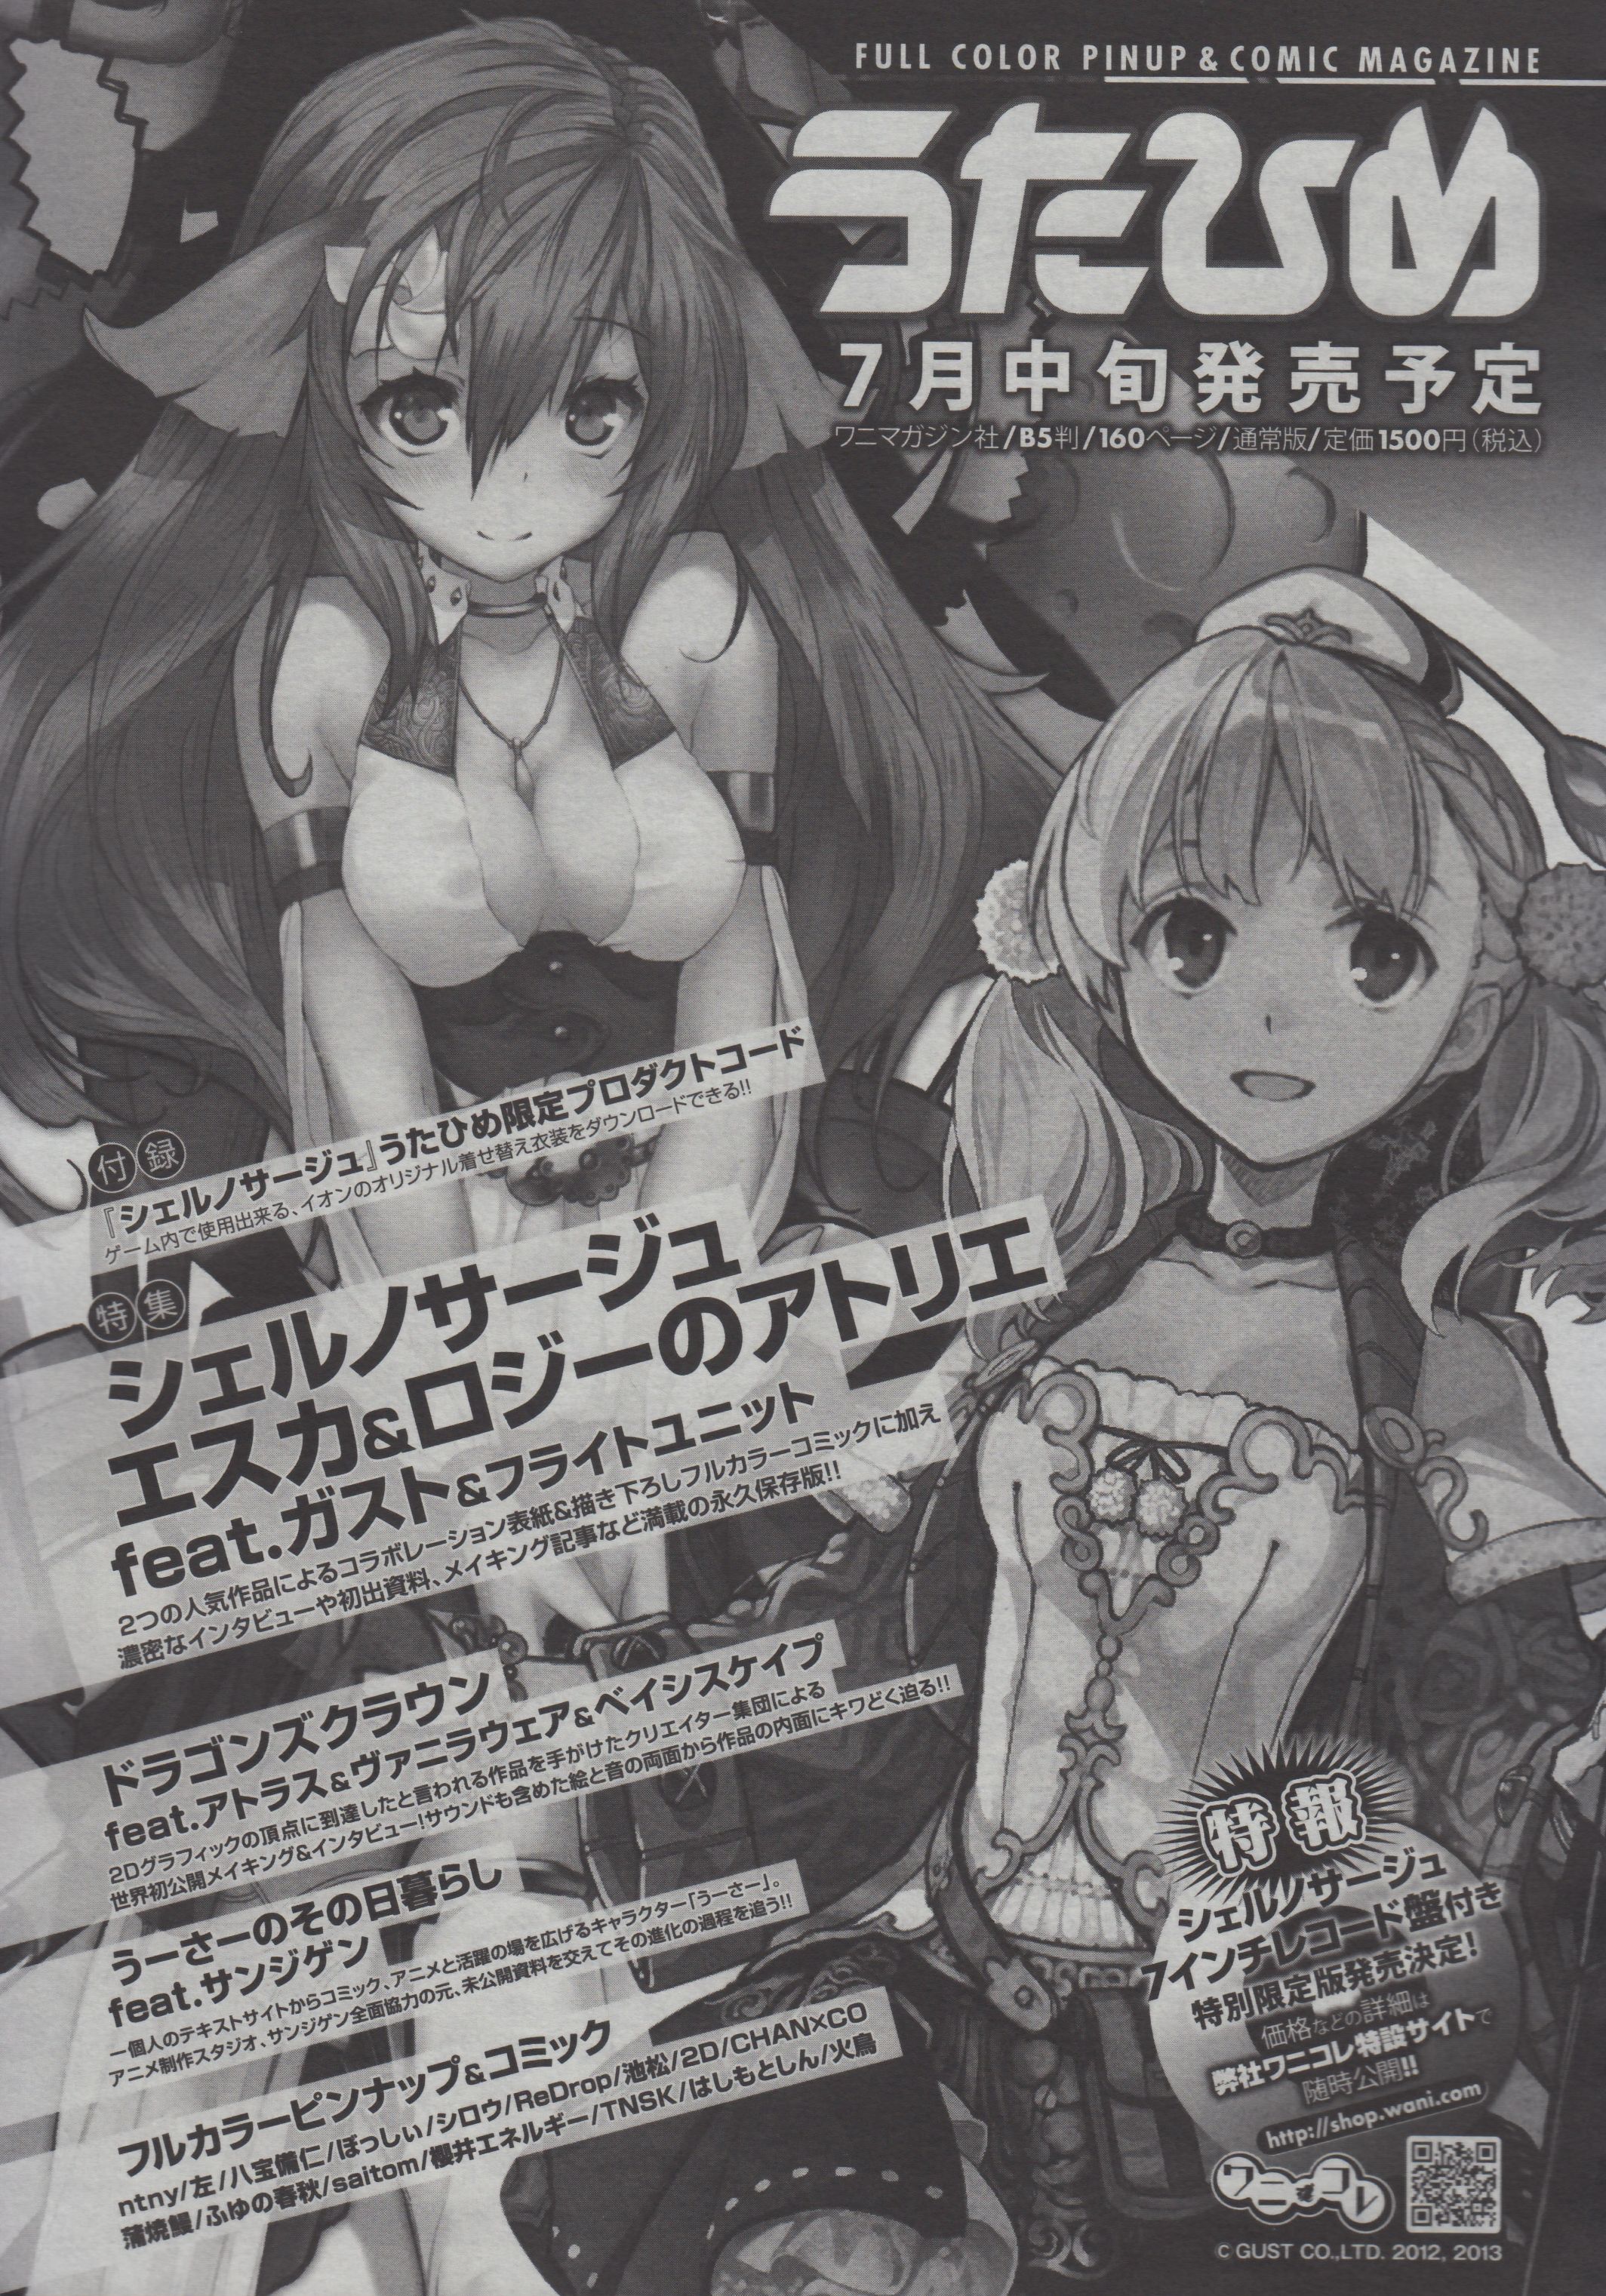 FULL COLOR PINUP & COMIC MAGAZINE
うたひめ
7月中旬発売予定
ワニマガジン社/B5判/160ページ/通常版/定価1500円(税込)
付録
『シェルノサージュ』うたひめ限定プロダクトコード
ゲーム内で使用出来る、イオンのオリジナル着せ替え衣装をダウンロードできる!!
特集
シェルノサージュ
エスカ&ロジーのアトリエ
feat.ガスト&フライトユニット
2つの人気作品によるコラボレーション表紙&描き下ろしフルカラーコミックに加え
濃密なインタビューや初出資料、メイキング記事など満載の永久保存版!!
ドラゴンズクラウン
feat.アトラス&ヴァニラウェア&ベイシスケイプ
2Dグラフィックの頂点に到達したと言われる作品を手がけたクリエイター集団による
世界初公開メイキング&インタビュー!サウンドも含めた絵と音の両面から作品の内面にキワどく迫る!!
うーさーのその日暮らし
feat.サンジゲン
一個人のテキストサイトからコミック、アニメと活躍の場を広げるキャラクター「うーさー」。
アニメ制作スタジオ、サンジゲン全面協力の元、未公開資料を交えてその進化の過程を追う!!
フルカラーピンナップ&コミック
ntny/左/八宝備仁/ぽっしぃ/シロウ/ReDrop/池松/2D/CHAN×CO
蒲焼鰻/ふゆの春秋/saitom/櫻井エネルギー/TNSK/はしもとしん/火鳥
特報
シェルノサージュ
7インチレコード盤付き
特別限定版発売決定!
価格などの詳細は
弊社ワニコレ特設サイトで
随時公開!!
http://shop.wani.com
ワニコレ
© GUST CO.,LTD. 2012, 2013